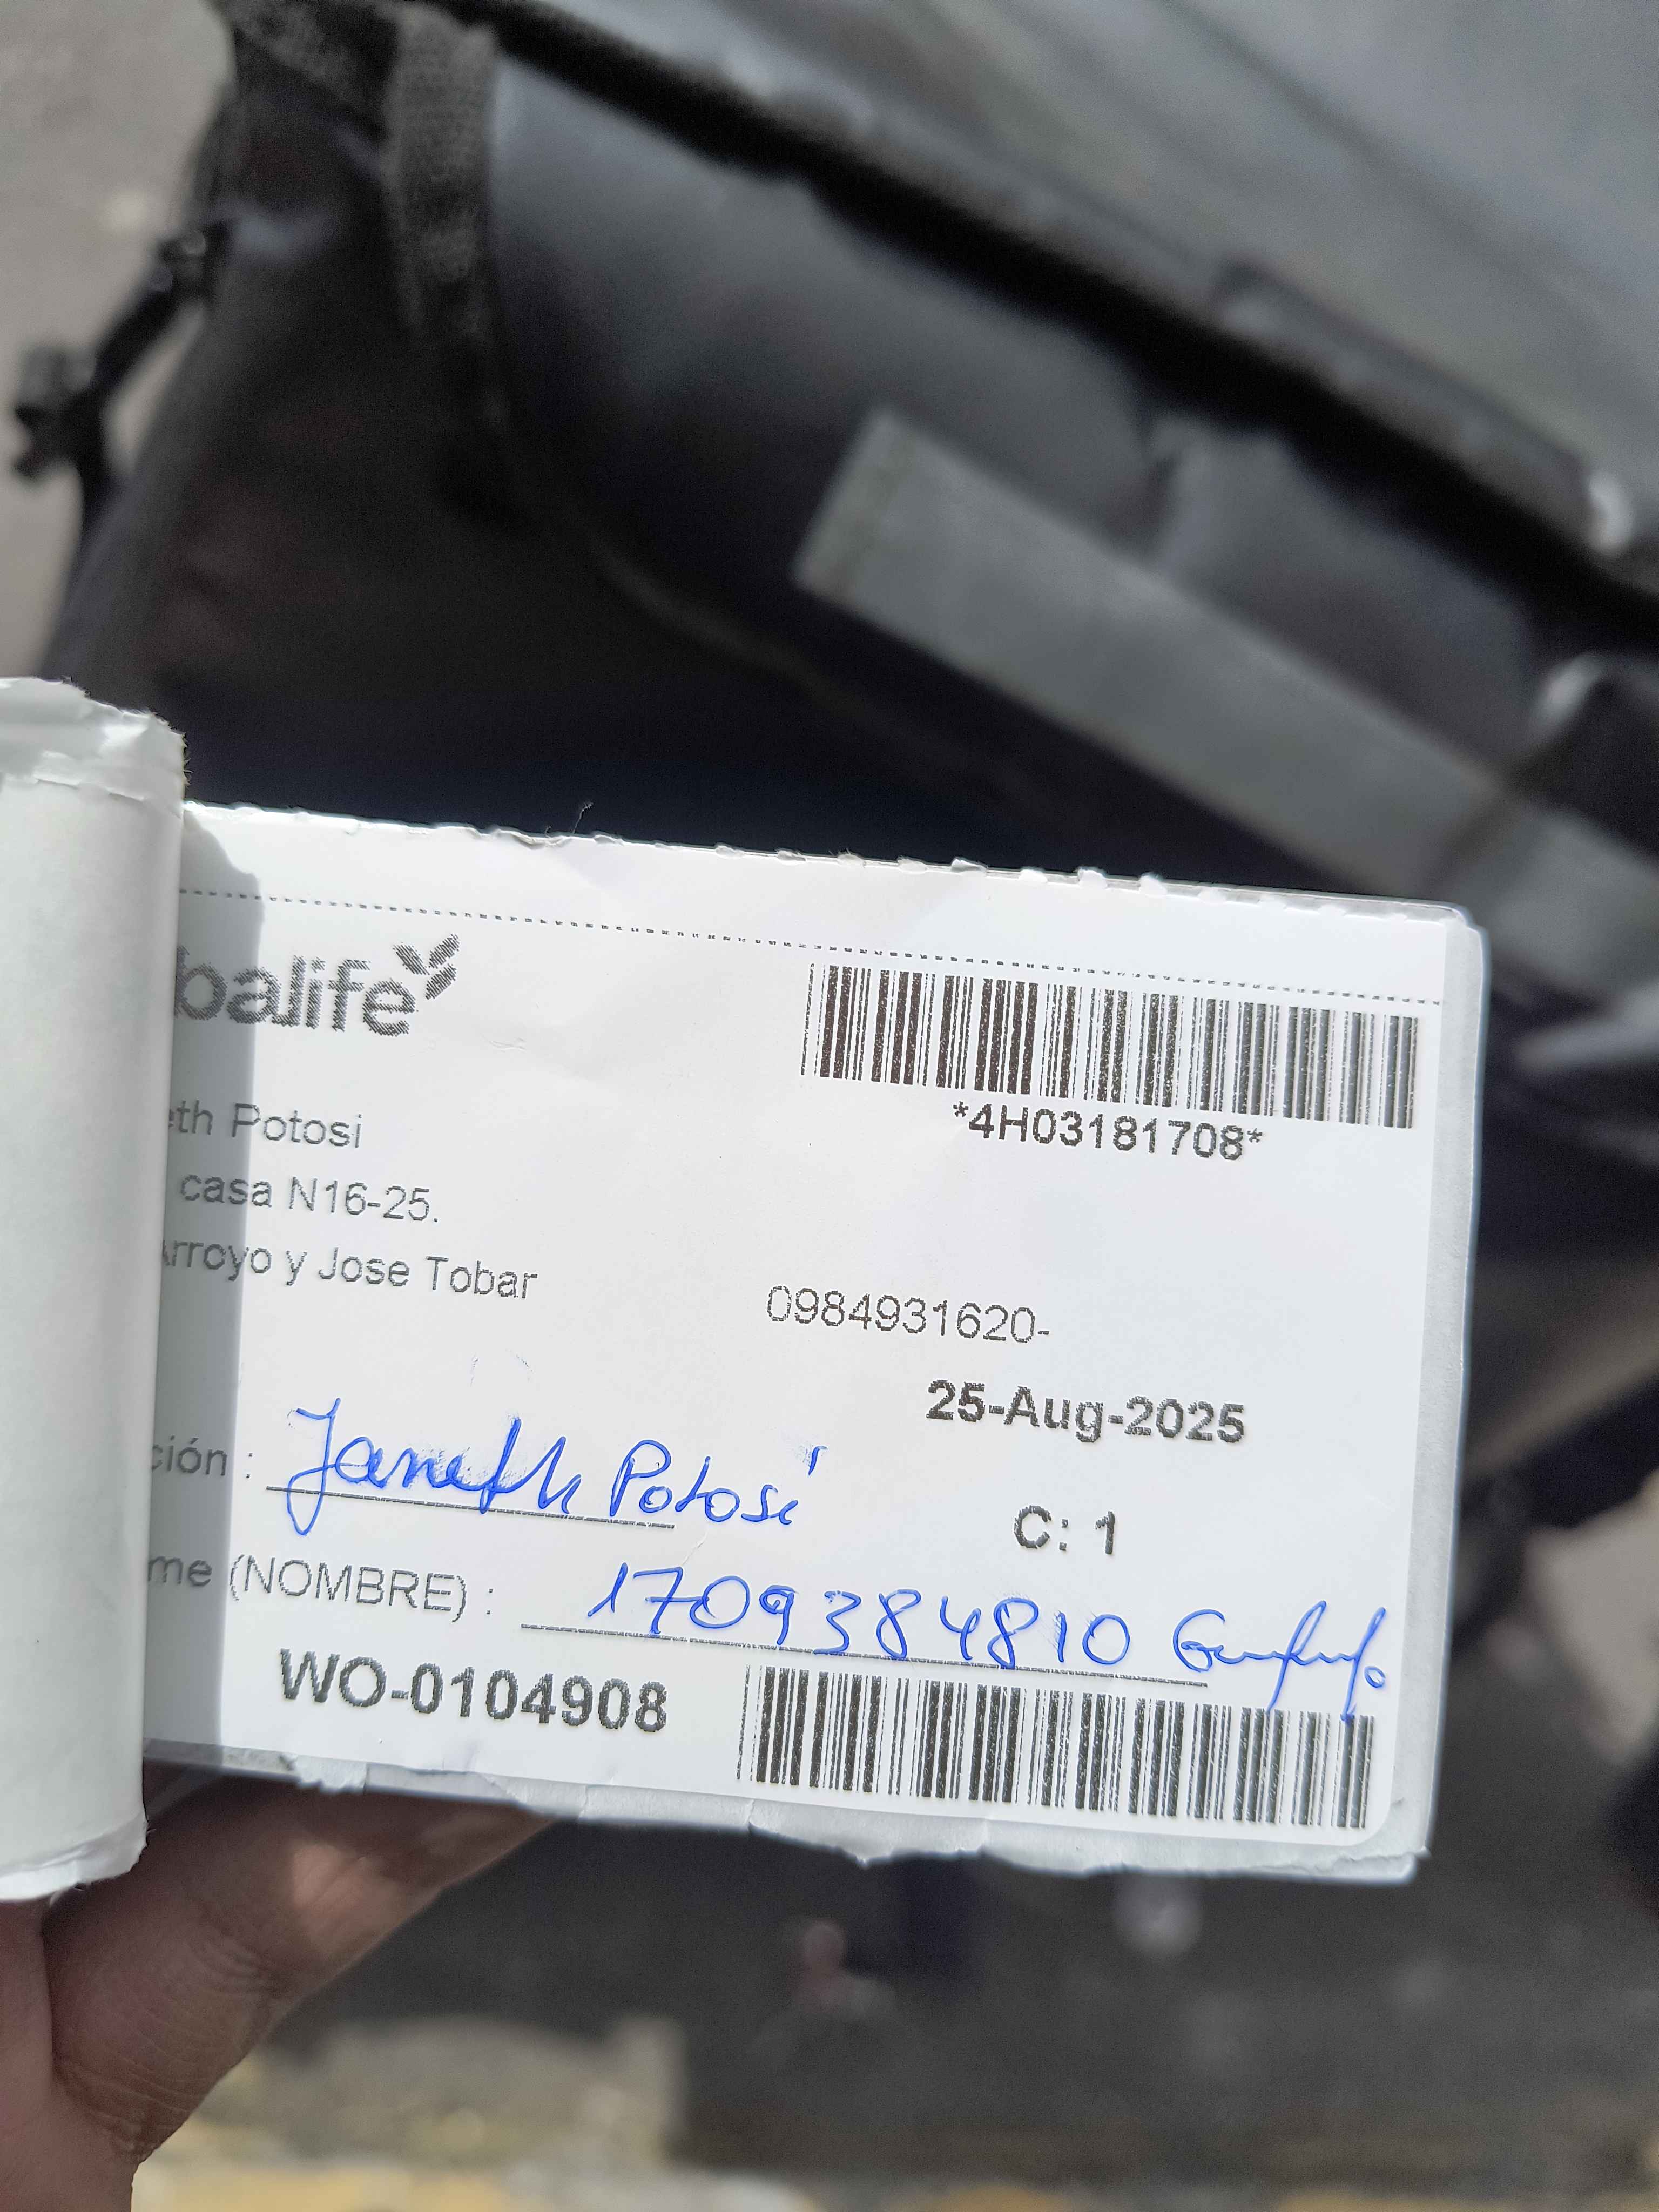 balife
*4H03181708*
eth Potosi
casa N16-25.
Arroyo y Jose Tobar
0984931620-
25-Aug-2025
ción : Janeth Potosí
C: 1
me (NOMBRE) : 1709384810
WO-0104908